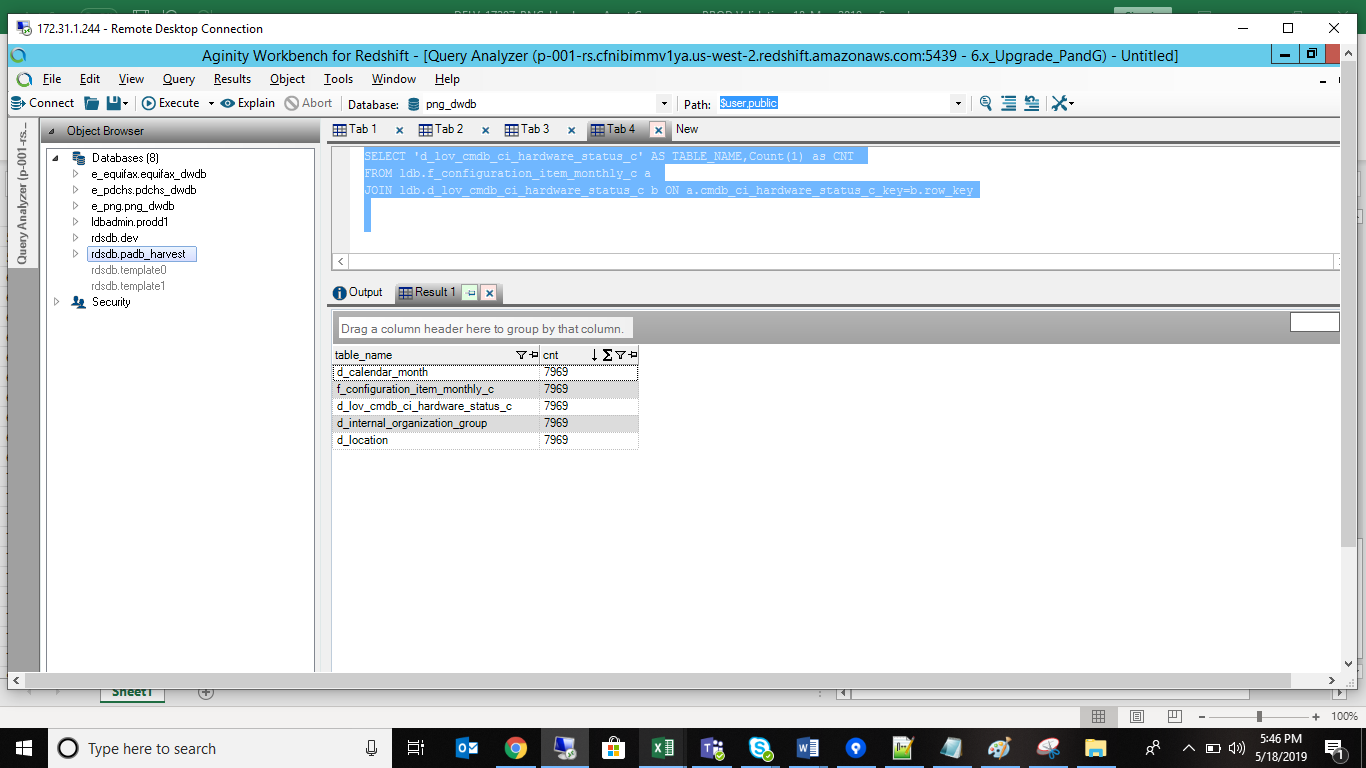 172.31.1.244 - Remote Desktop Connection
Aginity Workbench for Redshift - [Query Analyzer (p-001-rs.cfnibimmv1ya.us-west-2.redshift.amazonaws.com:5439 - 6.x_Upgrade_PandG) - Untitled]
File Edit View Query Results Object Tools Window Help
Connect Execute Explain Abort Database: png_dwdb Path: $user,public
Query Analyzer (p-001-rs...
Object Browser
Databases (8)
e_equifax.equifax_dwdb
e_pdchs.pdchs_dwdb
e_png.png_dwdb
ldbadmin.prodd1
rdsdb.dev
rdsdb.padb_harvest
rdsdb.template0
rdsdb.template1
Security
Tab 1 Tab 2 Tab 3 Tab 4 New
SELECT 'd_lov_cmdb_ci_hardware_status_c' AS TABLE_NAME,Count(1) as CNT
FROM ldb.f_configuration_item_monthly_c a
JOIN ldb.d_lov_cmdb_ci_hardware_status_c b ON a.cmdb_ci_hardware_status_c_key=b.row_key
Output Result 1
Drag a column header here to group by that column.
table_name cnt
d_calendar_month 7969
f_configuration_item_monthly_c 7969
d_lov_cmdb_ci_hardware_status_c 7969
d_internal_organization_group 7969
d_location 7969
Sheet1
100%
Type here to search
5:46 PM
5/18/2019
1